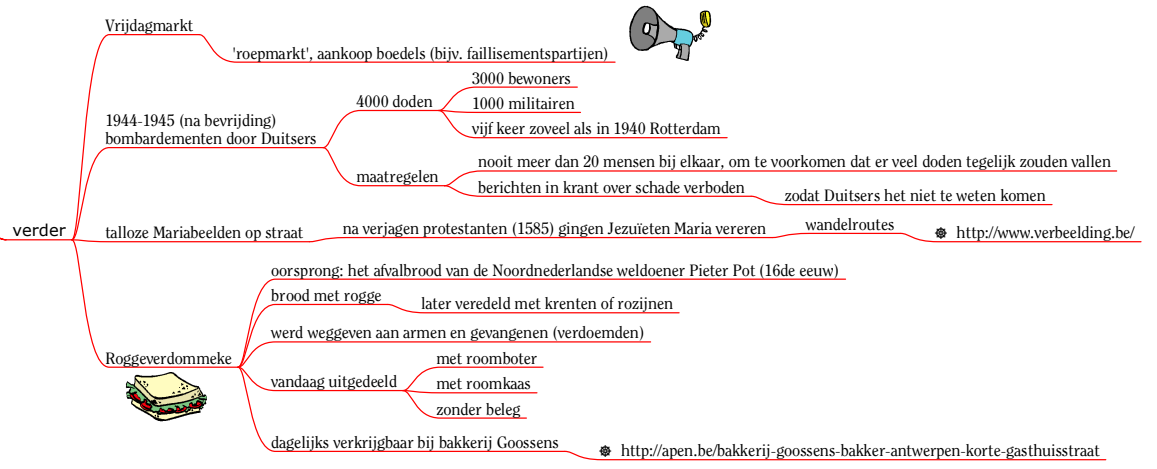 verder
Vrijdagmarkt
'roepmarkt', aankoop boedels (bijv. faillisementspartijen)
1944-1945 (na bevrijding)
bombardementen door Duitsers
4000 doden
3000 bewoners
1000 militairen
vijf keer zoveel als in 1940 Rotterdam
maatregelen
nooit meer dan 20 mensen bij elkaar, om te voorkomen dat er veel doden tegelijk zouden vallen
berichten in krant over schade verboden
zodat Duitsers het niet te weten komen
talloze Mariabeelden op straat
na verjagen protestanten (1585) gingen Jezuïeten Maria vereren
wandelroutes
http://www.verbeelding.be/
Roggeverdommeke
oorsprong: het afvalbrood van de Noordnederlandse weldoener Pieter Pot (16de eeuw)
brood met rogge
later veredeld met krenten of rozijnen
werd weggeven aan armen en gevangenen (verdoemden)
vandaag uitgedeeld
met roomboter
met roomkaas
zonder beleg
dagelijks verkrijgbaar bij bakkerij Goossens
http://apen.be/bakkerij-goossens-bakker-antwerpen-korte-gasthuisstraat